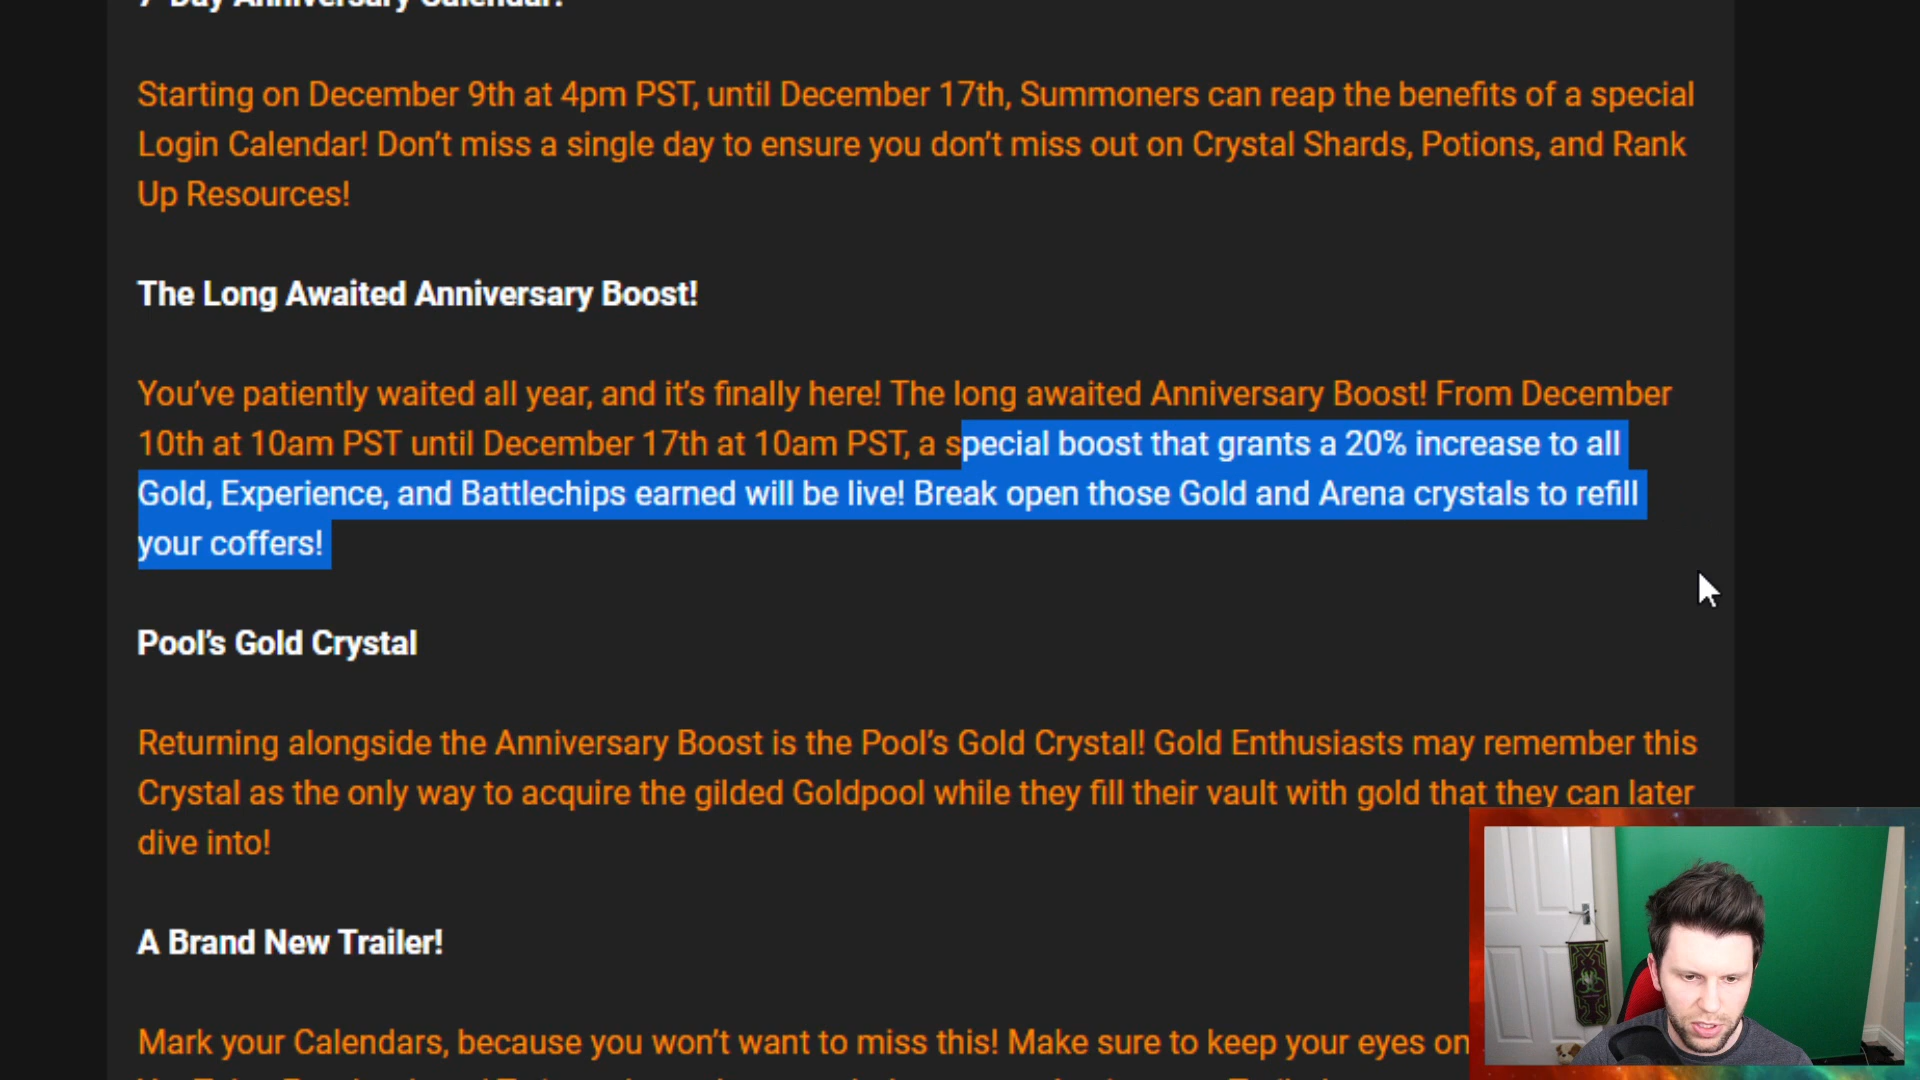 7 Day Anniversary Calendar!
Starting on December 9th at 4pm PST, until December 17th, Summoners can reap the benefits of a special
Login Calendar! Don’t miss a single day to ensure you don’t miss out on Crystal Shards, Potions, and Rank
Up Resources!
The Long Awaited Anniversary Boost!
You’ve patiently waited all year, and it’s finally here! The long awaited Anniversary Boost! From December
10th at 10am PST until December 17th at 10am PST, a special boost that grants a 20% increase to all
Gold, Experience, and Battlechips earned will be live! Break open those Gold and Arena crystals to refill
your coffers!
Pool’s Gold Crystal
Returning alongside the Anniversary Boost is the Pool’s Gold Crystal! Gold Enthusiasts may remember this
Crystal as the only way to acquire the gilded Goldpool while they fill their vault with gold that they can later
dive into!
A Brand New Trailer!
Mark your Calendars, because you won’t want to miss this! Make sure to keep your eyes on